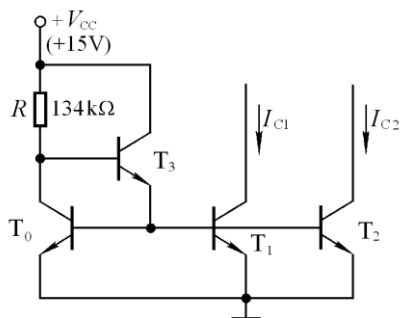 +V_CC
(+15V)
R 134kΩ
T_3
I_C1
I_C2
T_0
T_1
T_2